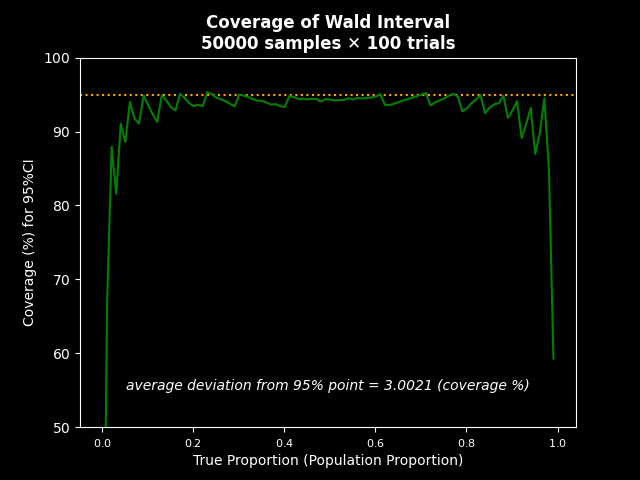 Coverage of Wald Interval
50000 samples × 100 trials
Coverage (%) for 95%CI
100
90
80
70
60
50
average deviation from 95% point = 3.0021 (coverage %)
0.0 0.2 0.4 0.6 0.8 1.0
True Proportion (Population Proportion)